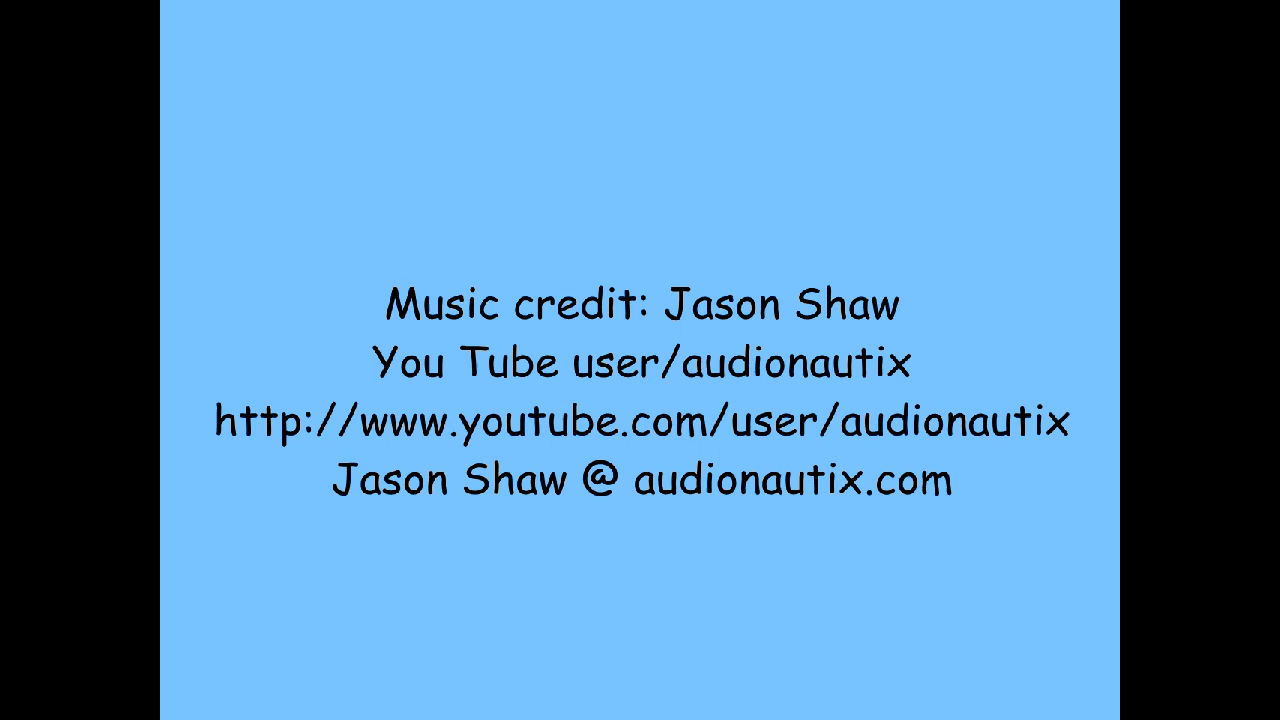 Music credit: Jason Shaw
You Tube user/audionautix
http://www.youtube.com/user/audionautix
Jason Shaw @ audionautix.com